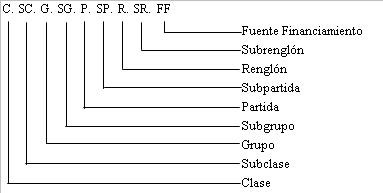 C. SC. G. SG. P. SP. R. SR. FF
Fuente Financiamiento
Subrenglón
Renglón
Subpartida
Partida
Subgrupo
Grupo
Subclase
Clase